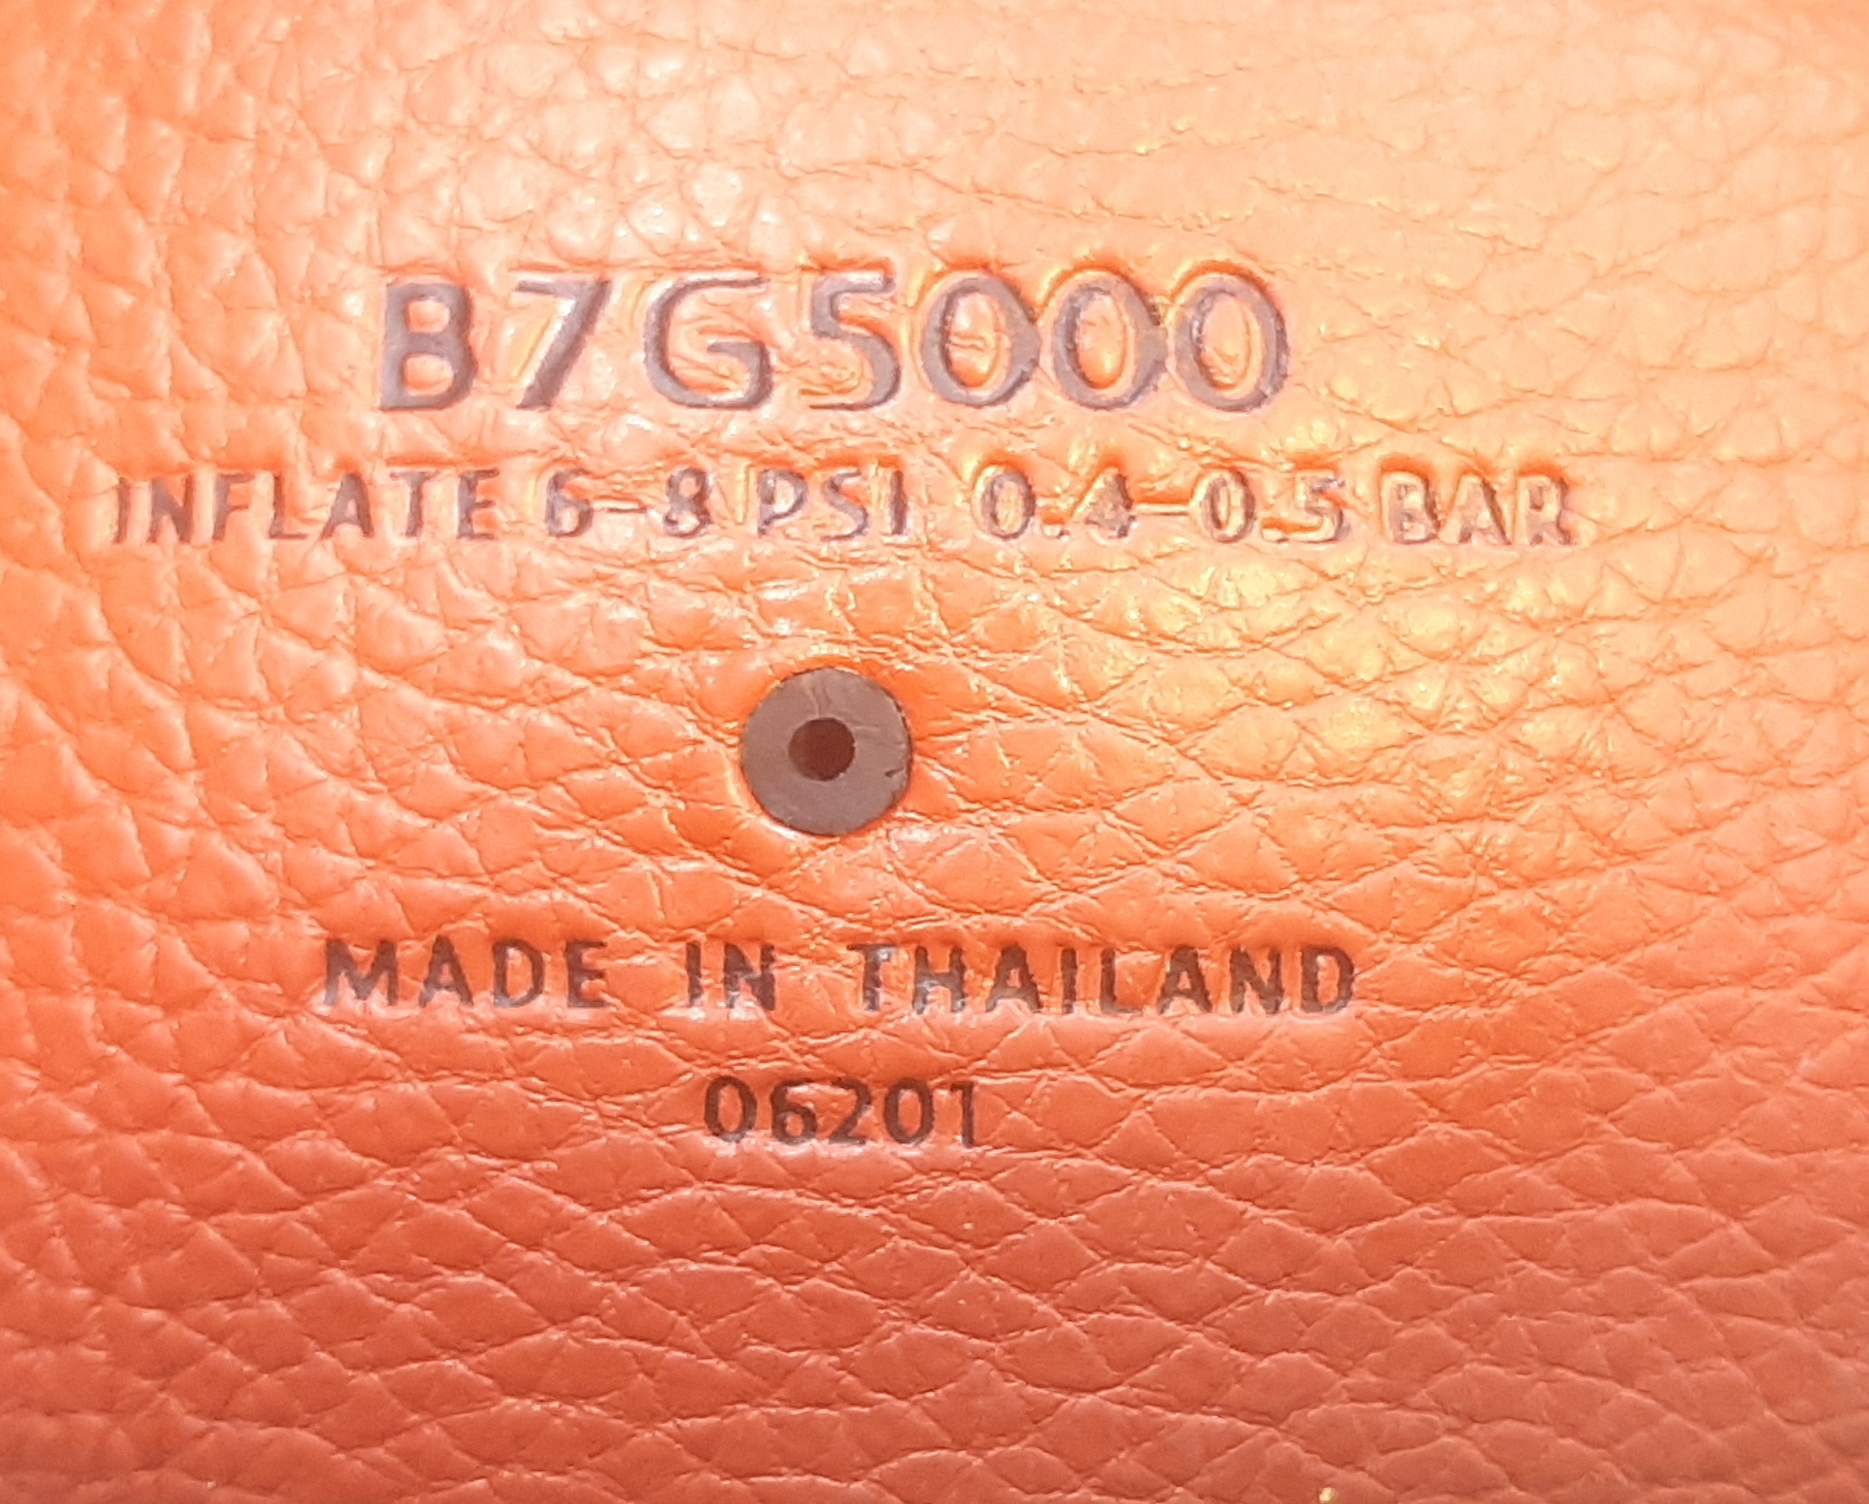 B7G5000
INFLATE 6-8 PSI 0.4-0.5 BAR
MADE IN THAILAND
06201